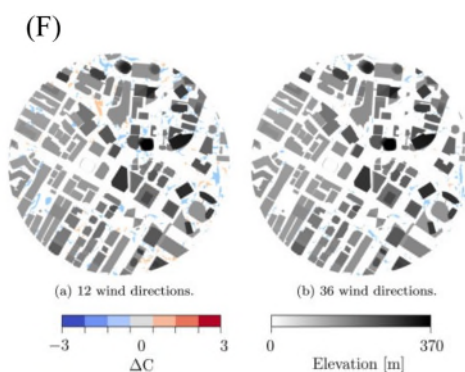 (F)
(a) 12 wind directions.
(b) 36 wind directions.
−3 0 3
ΔC
0 370
Elevation [m]